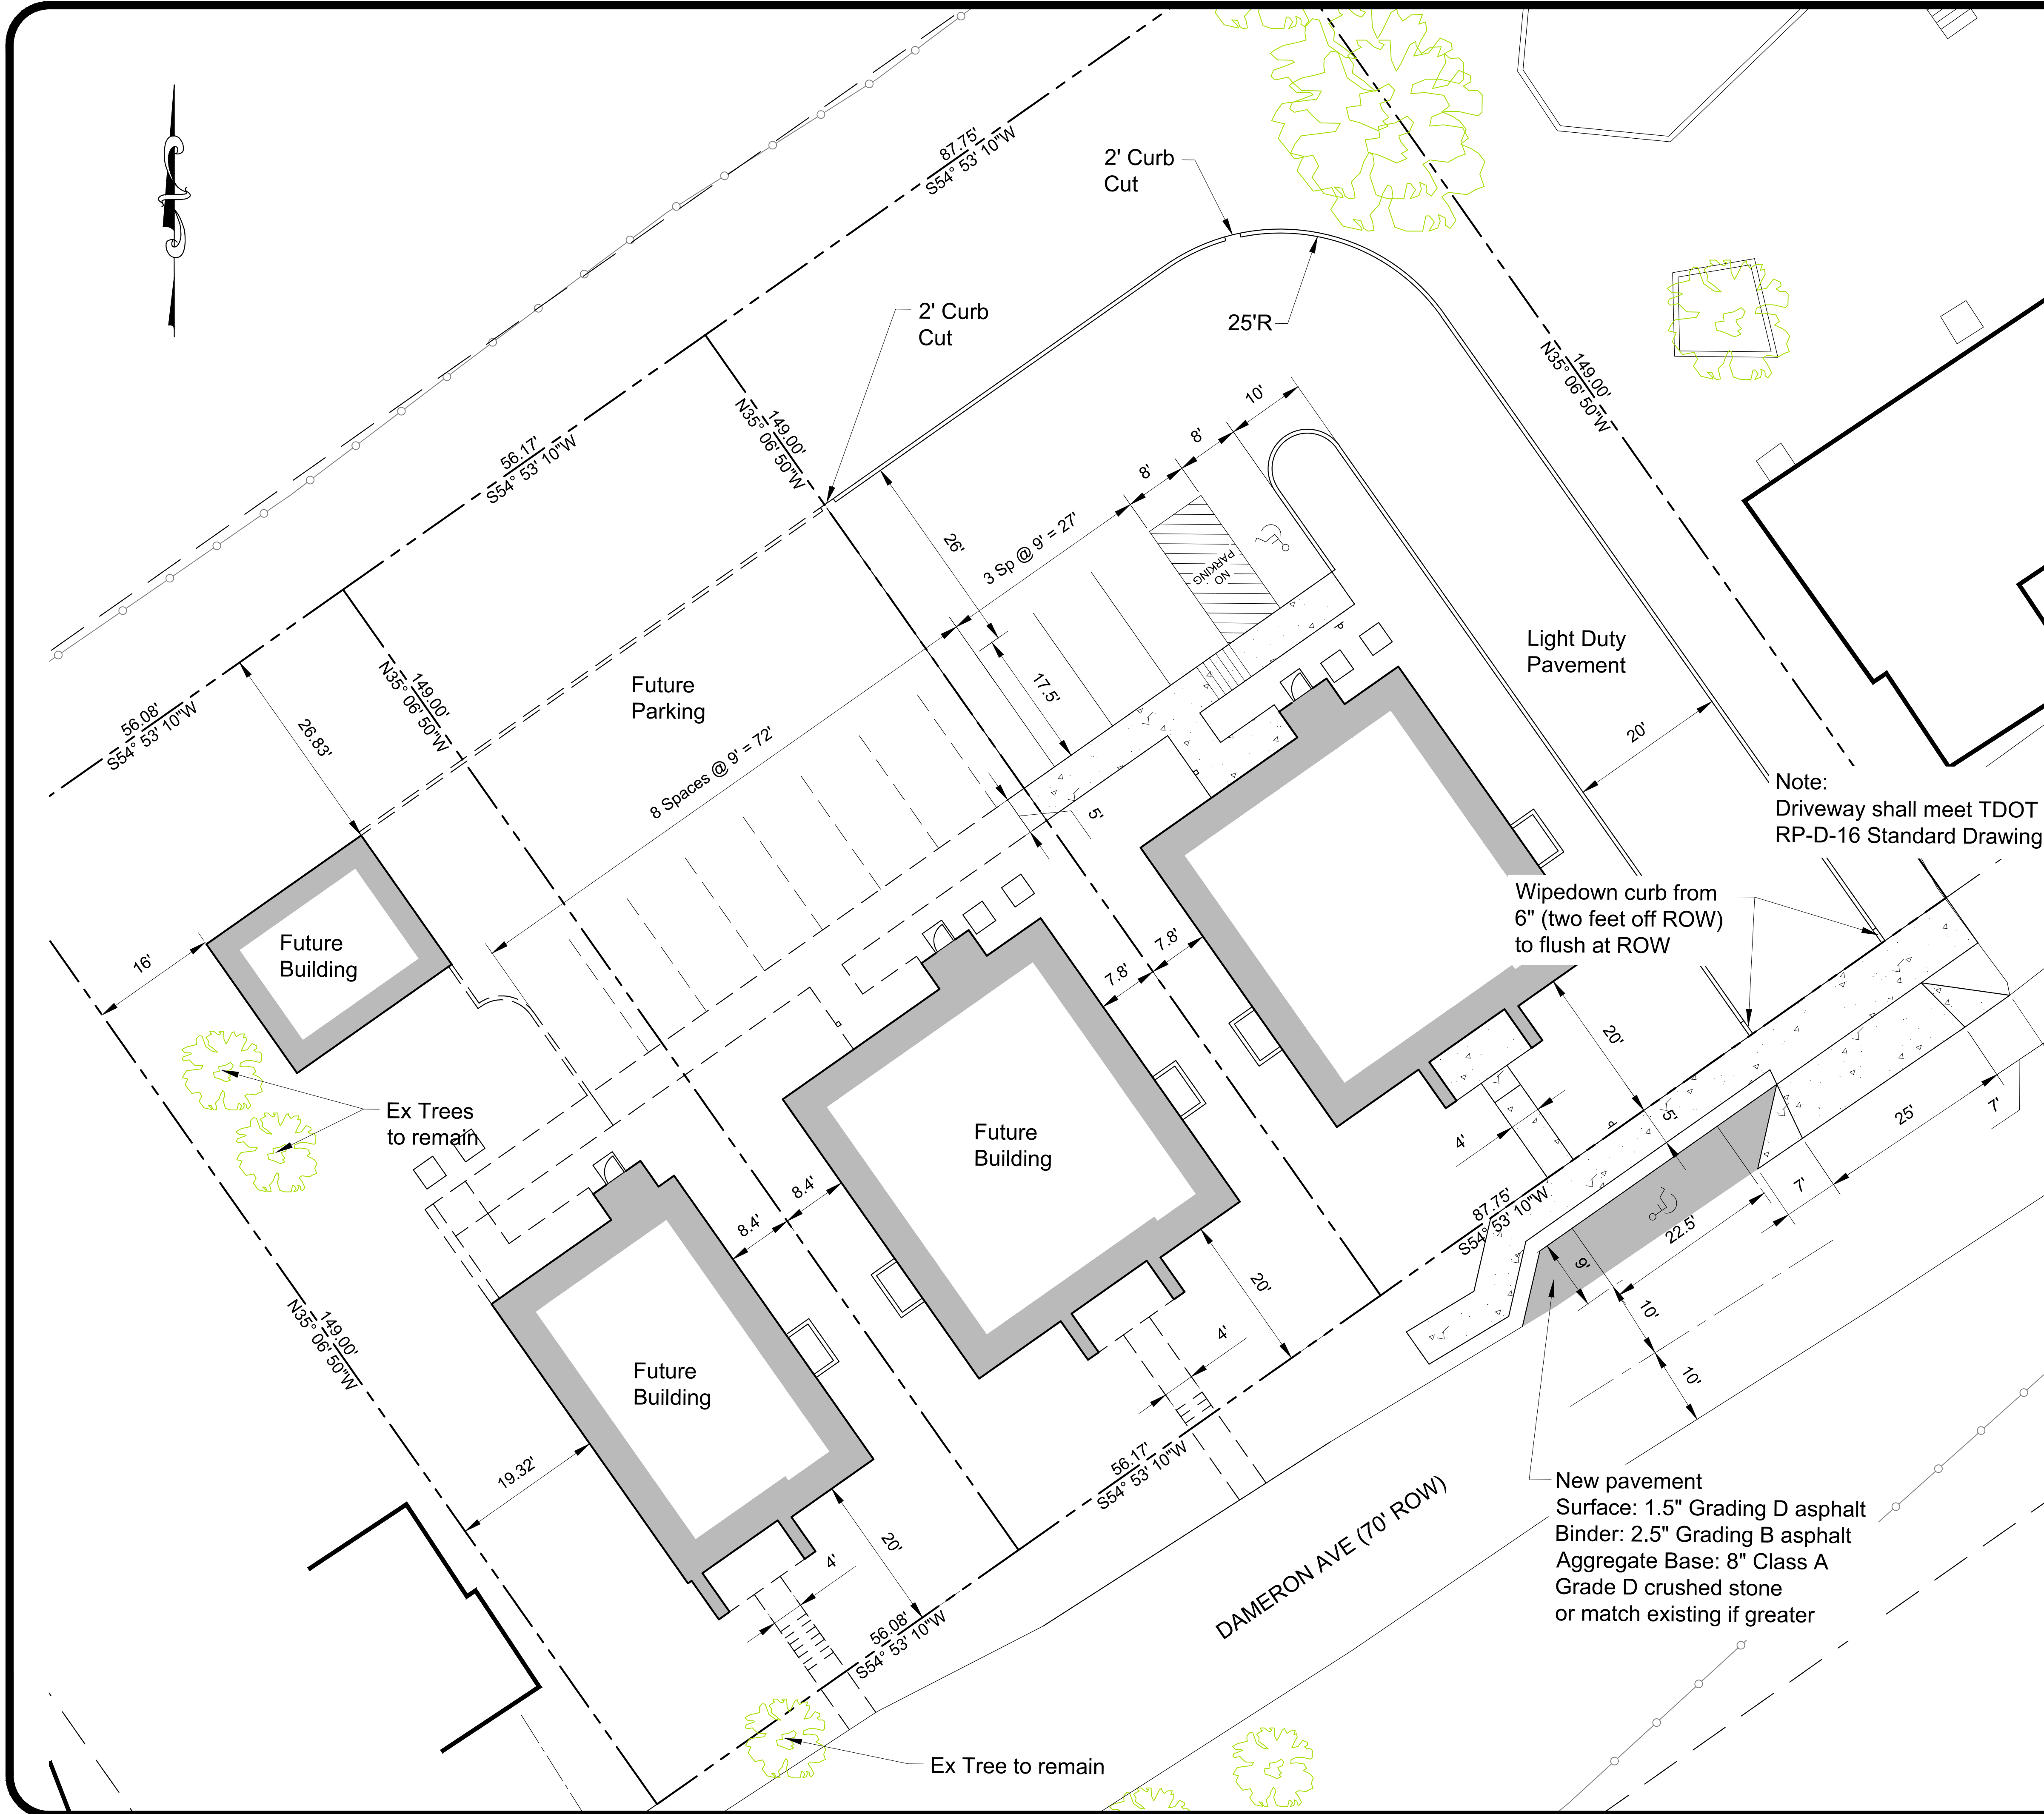 87.75'
S54° 53' 10"W
2' Curb
Cut
2' Curb
Cut
25'R
149.00'
N35° 06' 50"W
149.00'
N35° 06' 50"W
56.17'
S54° 53' 10"W
10'
8'
8'
3 Sp @ 9' = 27'
26'
NO
PARKING
17.5'
Light Duty
Pavement
20'
149.00'
N35° 06' 50"W
Future
Parking
56.08'
S54° 53' 10"W
26.83'
8 Spaces @ 9' = 72'
5'
Note:
Driveway shall meet TDOT
RP-D-16 Standard Drawing
Wipedown curb from
6" (two feet off ROW)
to flush at ROW
Future
Building
16'
7.8'
7.8'
20'
4'
5'
25'
7'
7'
22.5'
9'
10'
10'
87.75'
S54° 53' 10"W
Ex Trees
to remain
Future
Building
8.4'
8.4'
20'
4'
149.00'
N35° 06' 50"W
Future
Building
19.32'
56.17'
S54° 53' 10"W
20'
4'
56.08'
S54° 53' 10"W
DAMERON AVE (70' ROW)
New pavement
Surface: 1.5" Grading D asphalt
Binder: 2.5" Grading B asphalt
Aggregate Base: 8" Class A
Grade D crushed stone
or match existing if greater
Ex Tree to remain